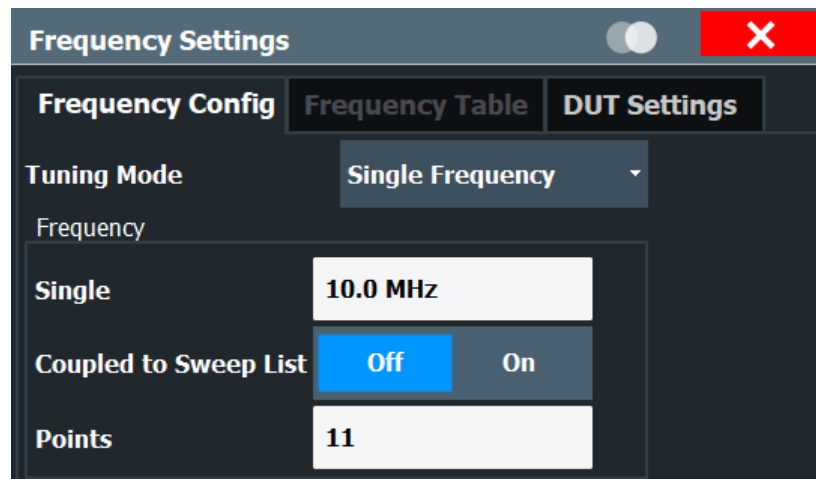 Frequency Settings
Frequency Config Frequency Table DUT Settings
Tuning Mode Single Frequency
Frequency
Single 10.0 MHz
Coupled to Sweep List Off On
Points 11